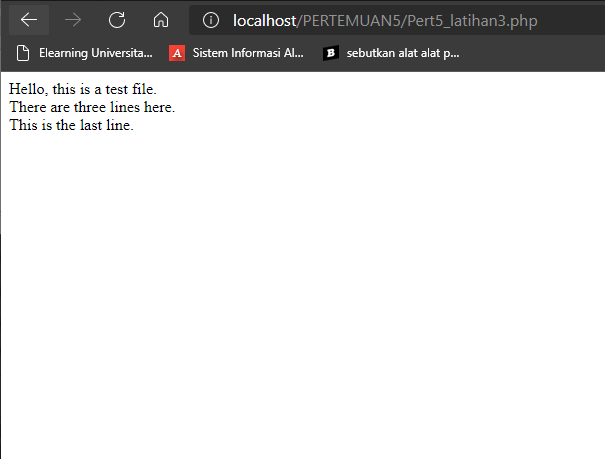 localhost/PERTEMUAN5/Pert5_latihan3.php
Elearning Universita... A Sistem Informasi Al... B sebutkan alat alat p...
Hello, this is a test file.
There are three lines here.
This is the last line.